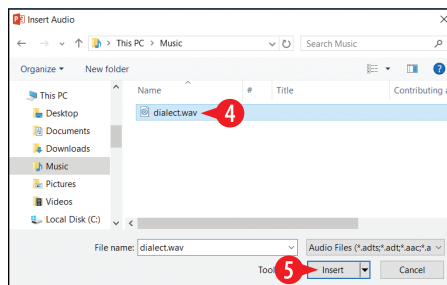 Insert Audio
This PC > Music
Search Music
Organize
New folder
This PC
Desktop
Documents
Downloads
Music
Pictures
Videos
Local Disk (C:)
Name # Title Contributing
dialect.wav
4
File name: dialect.wav
Audio Files (*.adts;*.adt;*.aac;*.a
5
Insert
Cancel